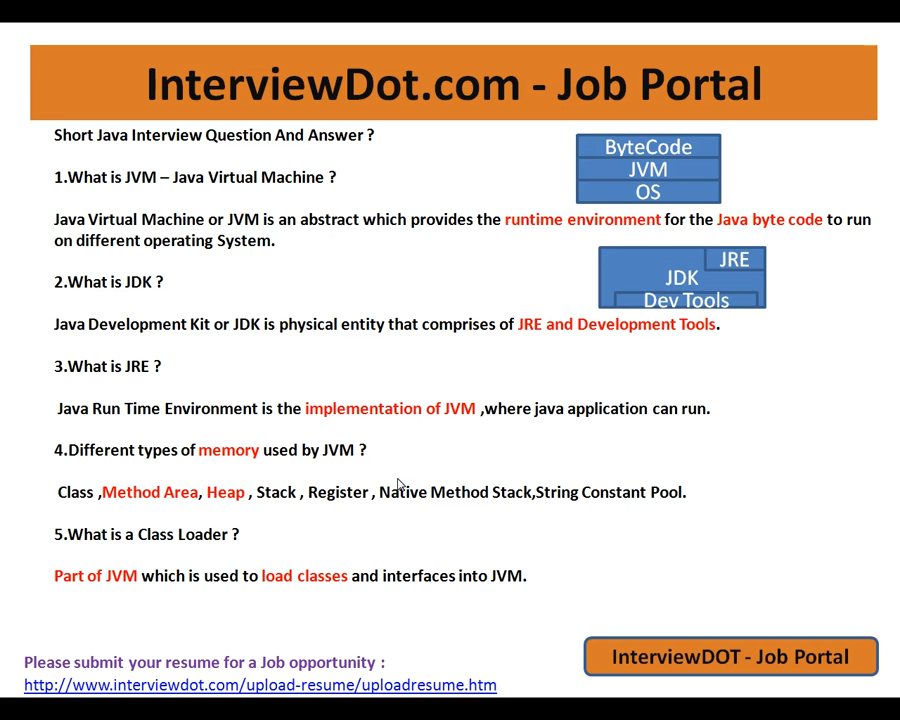 InterviewDot.com - Job Portal
Short Java Interview Question And Answer ?
ByteCode
JVM
OS
1.What is JVM – Java Virtual Machine ?
Java Virtual Machine or JVM is an abstract which provides the runtime environment for the Java byte code to run
on different operating System.
JRE
JDK
Dev Tools
2.What is JDK ?
Java Development Kit or JDK is physical entity that comprises of JRE and Development Tools.
3.What is JRE ?
Java Run Time Environment is the implementation of JVM ,where java application can run.
4.Different types of memory used by JVM ?
Class ,Method Area, Heap , Stack , Register , Native Method Stack,String Constant Pool.
5.What is a Class Loader ?
Part of JVM which is used to load classes and interfaces into JVM.
Please submit your resume for a Job opportunity :
http://www.interviewdot.com/upload-resume/uploadresume.htm
InterviewDOT - Job Portal